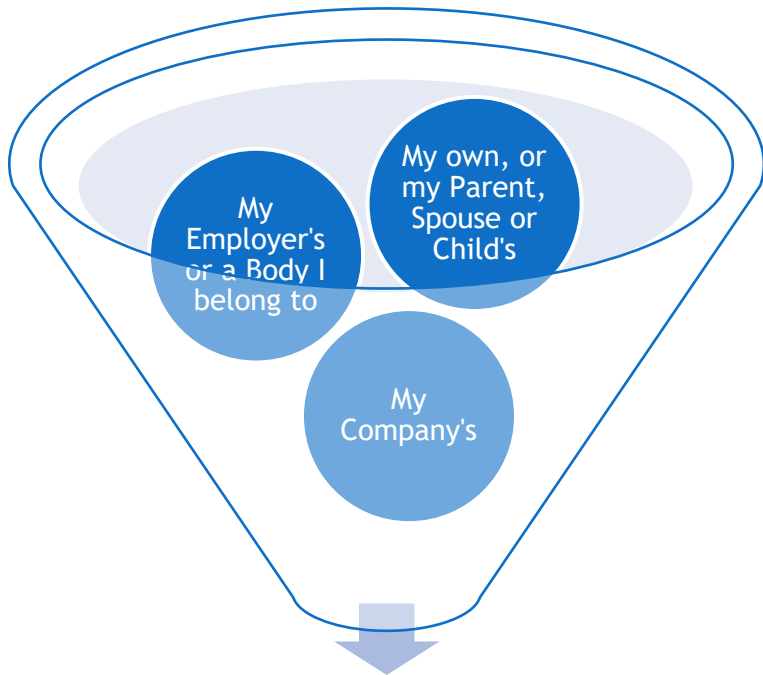 My own, or
my Parent,
Spouse or
Child's
My
Employer's
or a Body I
belong to
My
Company's